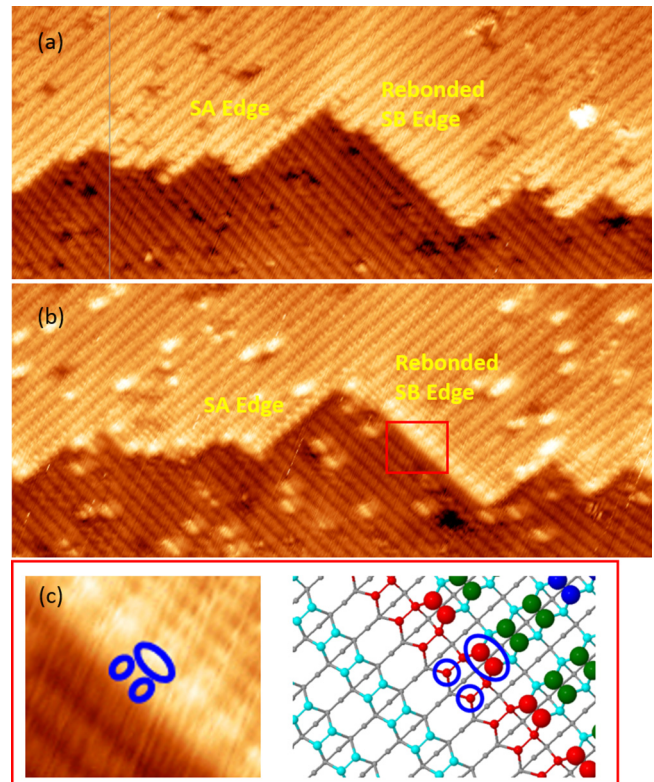 (a)
SA Edge
Rebonded
SB Edge
(b)
SA Edge
Rebonded
SB Edge
(c)